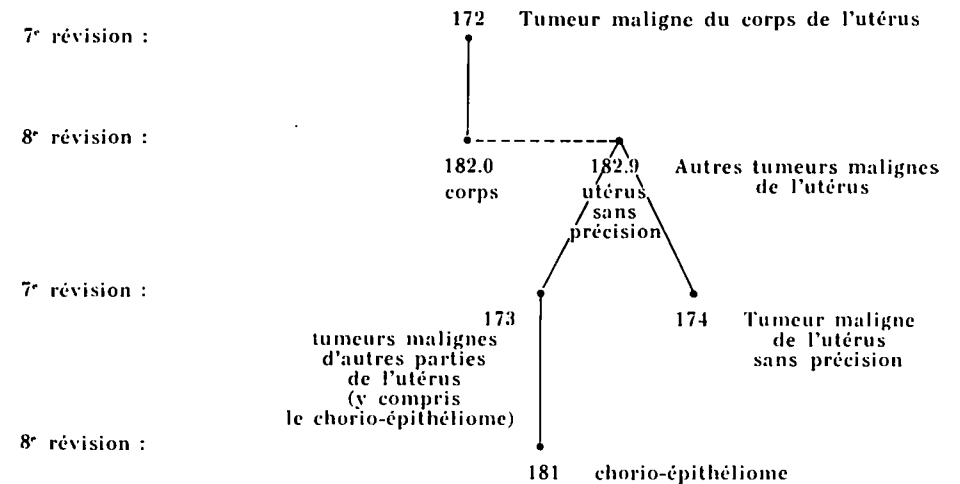 7e révision : 172 Tumeur maligne du corps de l'utérus
8e révision :
182.0 182.9 Autres tumeurs malignes
corps utérus de l'utérus
sans
précision
7e révision :
173 174 Tumeur maligne
tumeurs malignes de l'utérus
d'autres parties sans précision
de l'utérus
(y compris
le chorio-épithéliome)
8e révision :
181 chorio-épithéliome